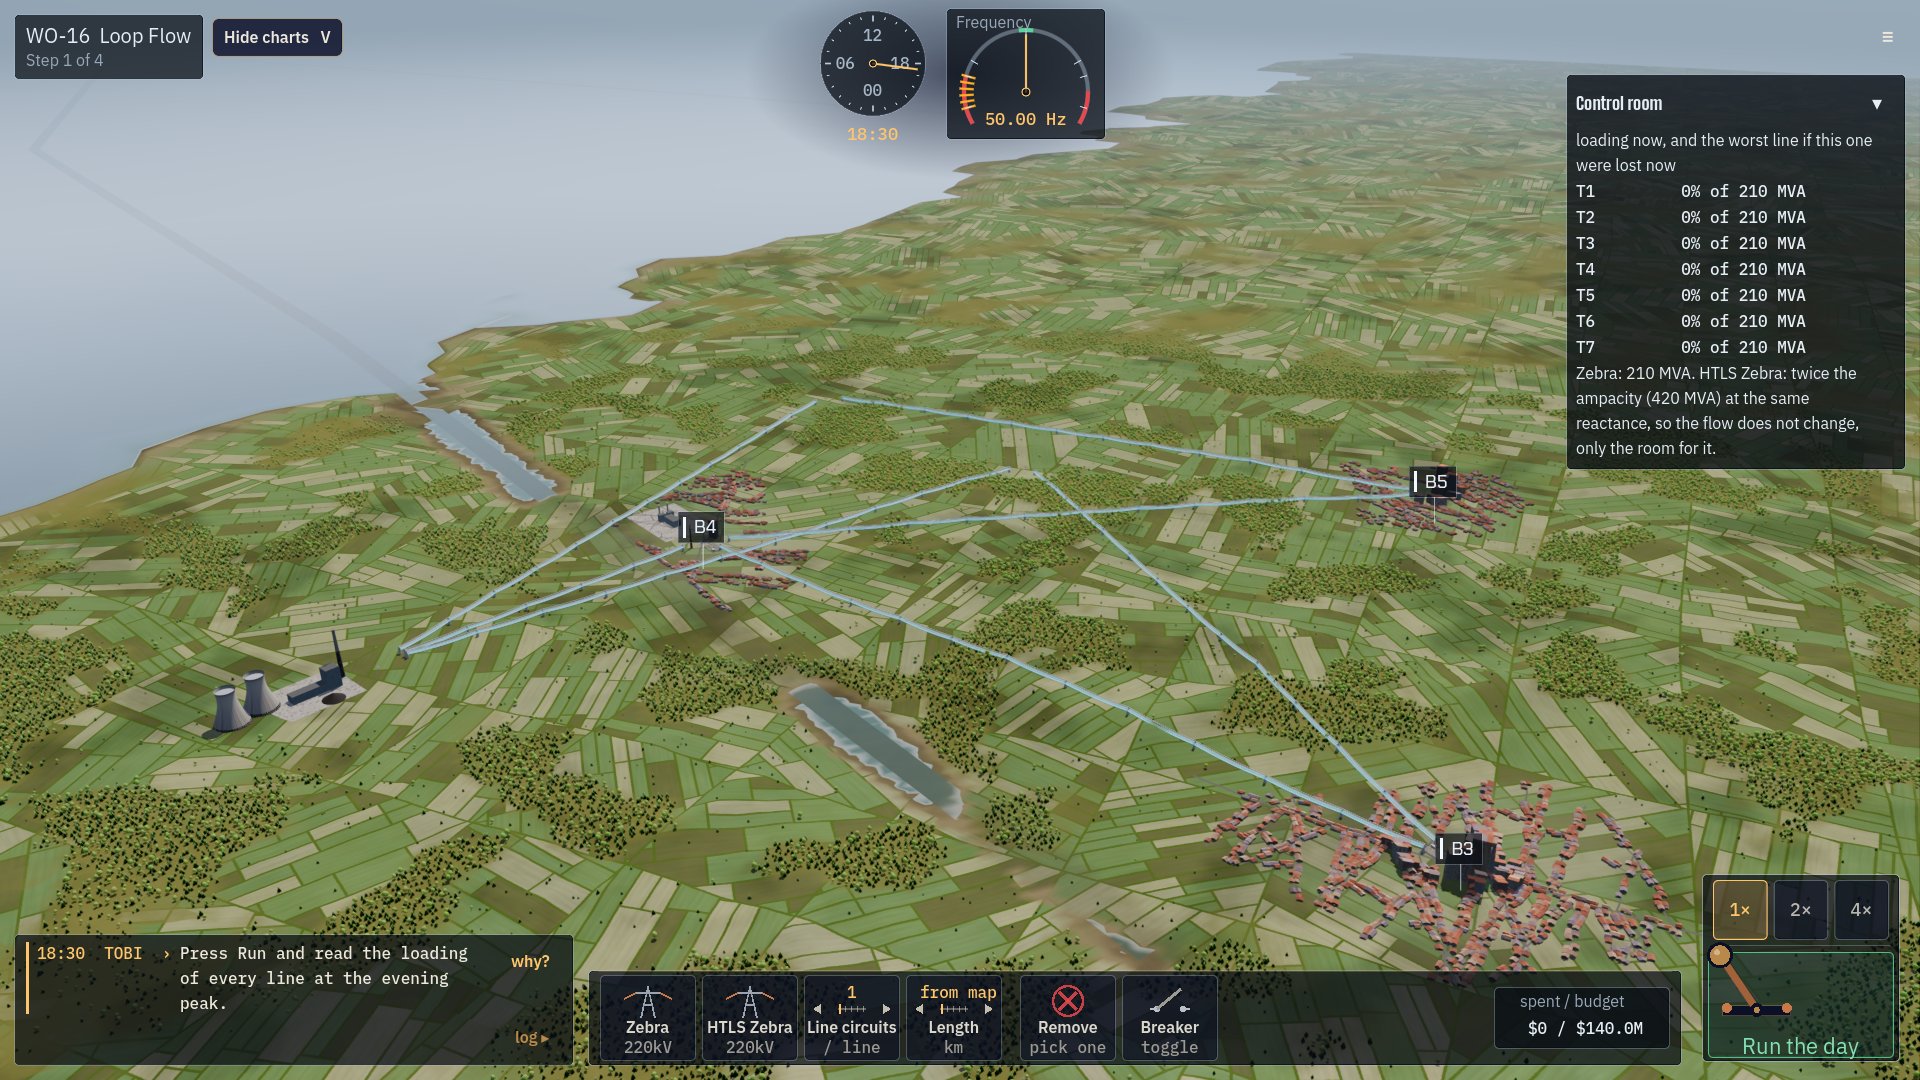 WO-16 Loop Flow
Step 1 of 4
Hide charts V
12
06 18
00
18:30
Frequency
50.00 Hz
≡
Control room ▼
loading now, and the worst line if this one
were lost now
T1 0% of 210 MVA
T2 0% of 210 MVA
T3 0% of 210 MVA
T4 0% of 210 MVA
T5 0% of 210 MVA
T6 0% of 210 MVA
T7 0% of 210 MVA
Zebra: 210 MVA. HTLS Zebra: twice the
ampacity (420 MVA) at the same
reactance, so the flow does not change,
only the room for it.
B5
B4
B3
18:30 TOBI › Press Run and read the loading
of every line at the evening
peak.
why?
log ▸
Zebra
220kV
HTLS Zebra
220kV
1
Line circuits
/ line
from map
Length
km
Remove
pick one
Breaker
toggle
spent / budget
$0 / $140.0M
1× 2× 4×
Run the day